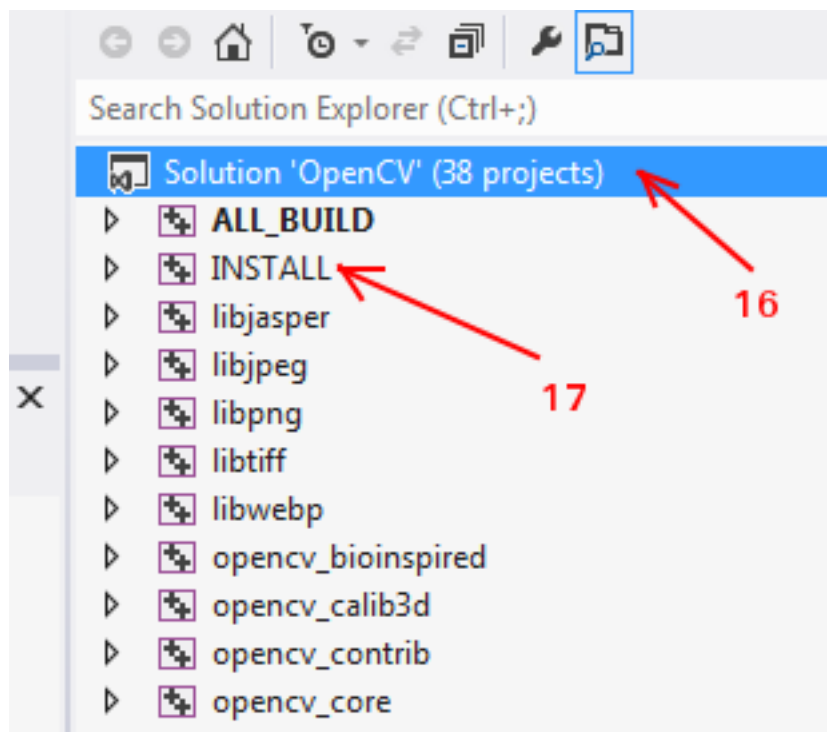 Search Solution Explorer (Ctrl+;)
Solution 'OpenCV' (38 projects)
ALL_BUILD
INSTALL
16
libjasper
libjpeg
17
libpng
libtiff
libwebp
opencv_bioinspired
opencv_calib3d
opencv_contrib
opencv_core